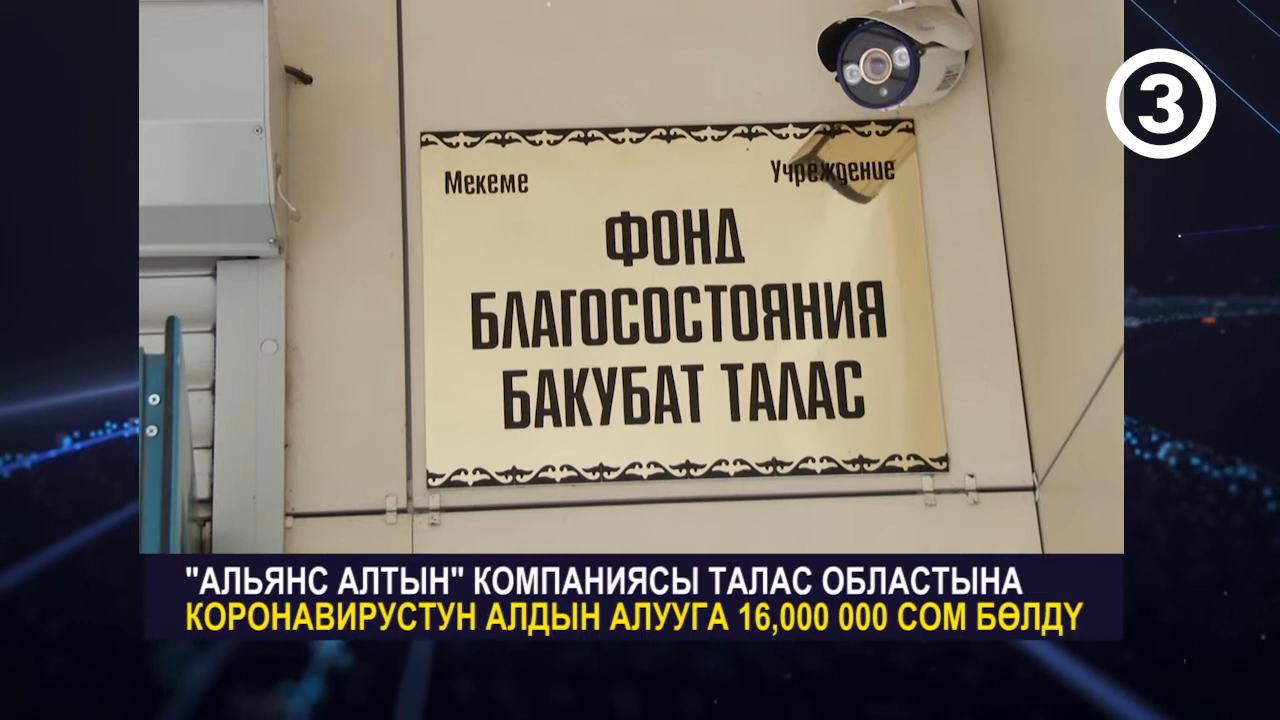 3
Мекеме Учреждение
ФОНД
БЛАГОСОСТОЯНИЯ
БАКУБАТ ТАЛАС
"АЛЬЯНС АЛТЫН" КОМПАНИЯСЫ ТАЛАС ОБЛАСТЫНА
КОРОНАВИРУСТУН АЛДЫН АЛУУГА 16,000 000 СОМ БӨЛДҮ